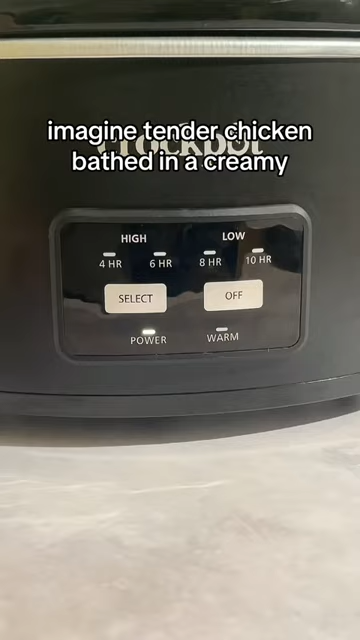 imagine tender chicken
Crockpot
bathed in a creamy
HIGH LOW
4 HR 6 HR 8 HR 10 HR
SELECT OFF
POWER WARM